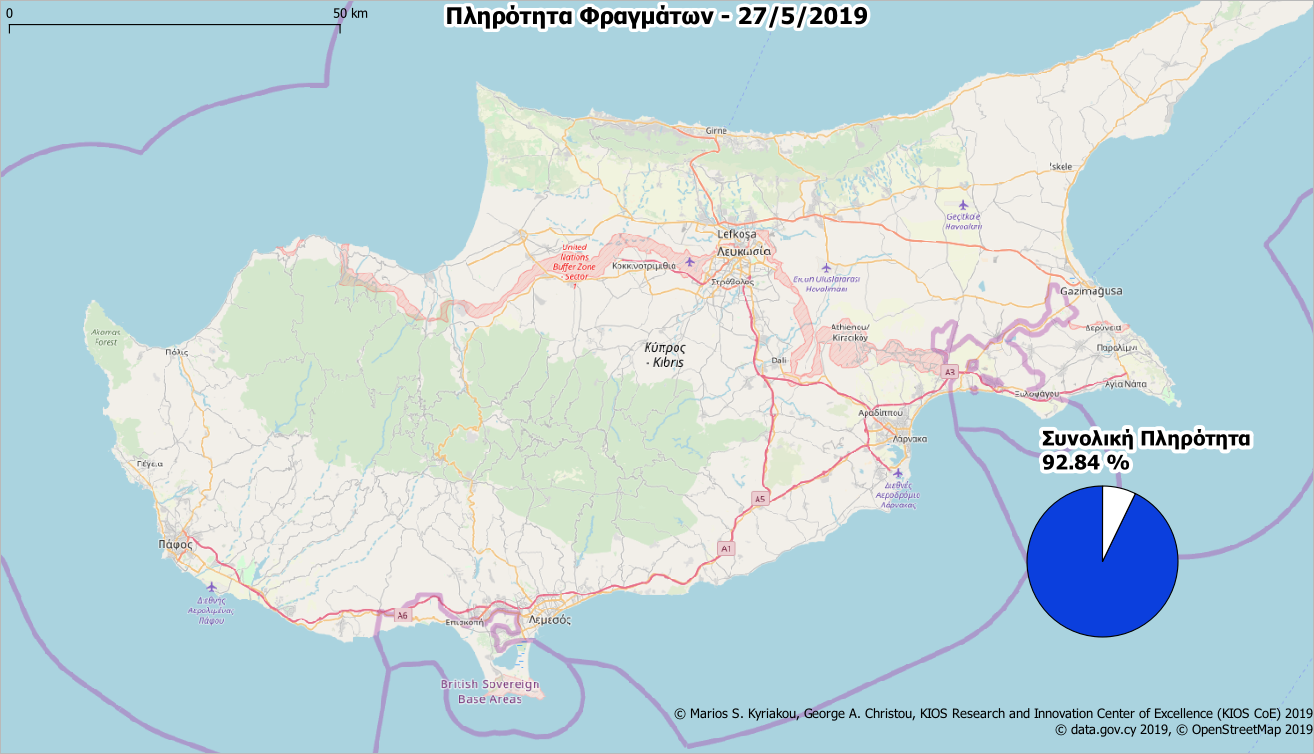 0
50 km
Πληρότητα Φραγμάτων - 27/5/2019
Girne
İskele
Geçitkale
Havaalanı
Lefkoşa
Λευκωσία
United
Nations
Buffer Zone
- Sector
Κοκκινοτριμιθιά
Στρόβολος
Ercan Uluslararası
Havalimanı
Gazimağusa
Akamas
Forest
Πόλις
Κύπρος
- Kıbrıs
Athienou/
Kiracıköy
Δερύνεια
Παραλίμνι
Dali
A3
Αγία Νάπα
Ξυλοφάγου
Αραδίππου
Λάρνακα
Συνολική Πληρότητα
92.84 %
Πέγεια
Διεθνές
Αεροδρόμιο
Λάρνακας
A5
Πάφος
A1
Διεθνής
Αερολιμένας
Πάφου
A6
Επισκοπή
Λεμεσός
British Sovereign
Base Areas
© Marios S. Kyriakou, George A. Christou, KIOS Research and Innovation Center of Excellence (KIOS CoE) 2019
© data.gov.cy 2019, © OpenStreetMap 2019